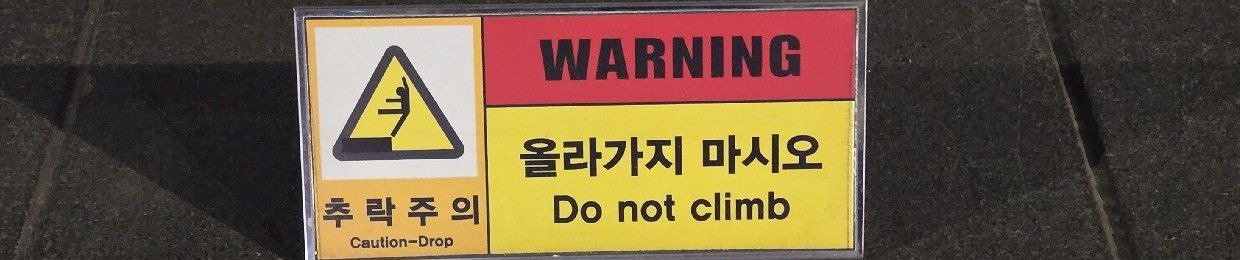 추락주의
Caution-Drop
WARNING
올라가지 마시오
Do not climb